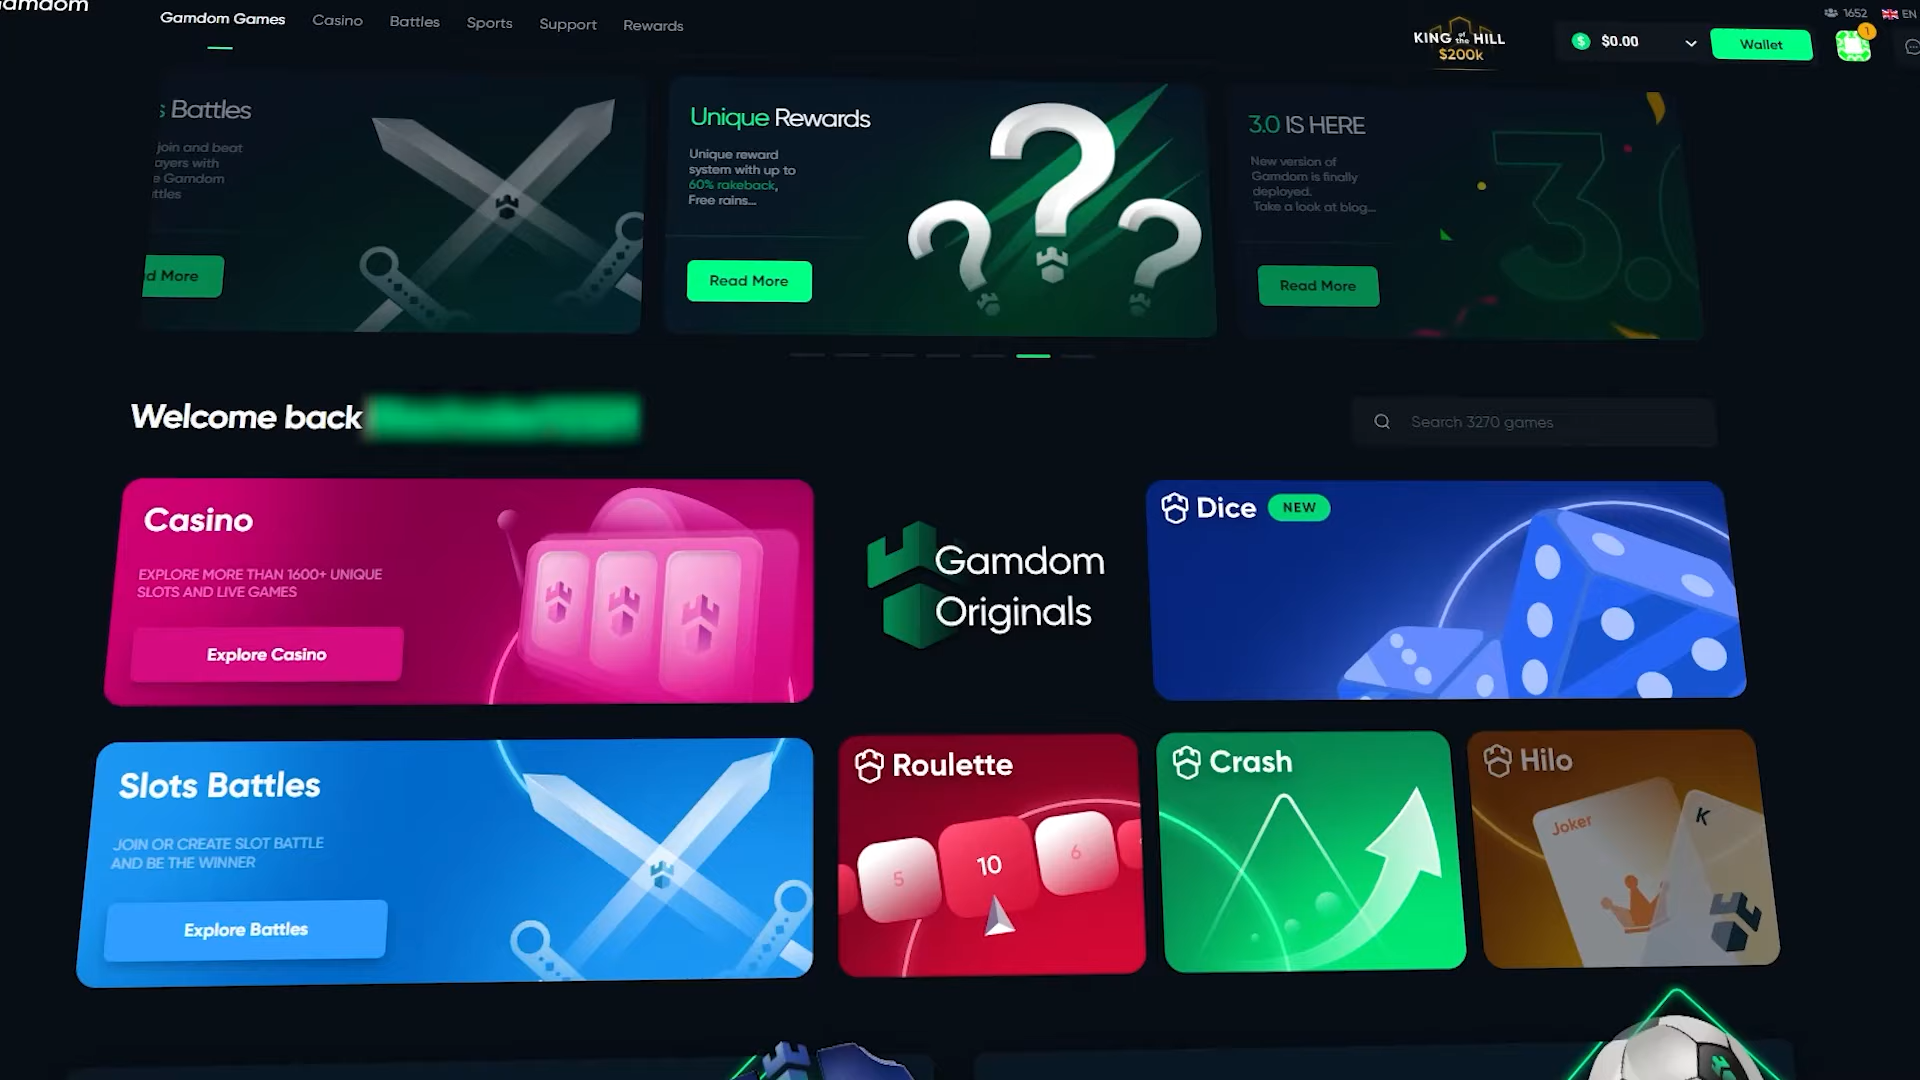 Gamdom Games
Casino
Battles
Sports
Support
Rewards
KING of the HILL
$200k
$0.00
Wallet
1652
EN
1
Battles
join and beat
ayers with
e Gamdom
ttles
d More
Unique Rewards
Unique reward
system with up to
60% rakeback,
Free rains...
Read More
3.0 IS HERE
New version of
Gamdom is finally
deployed.
Take a look at blog...
Read More
3.0
Welcome back
Search 3270 games
Casino
EXPLORE MORE THAN 1600+ UNIQUE
SLOTS AND LIVE GAMES
Explore Casino
Gamdom
Originals
Dice NEW
Slots Battles
JOIN OR CREATE SLOT BATTLE
AND BE THE WINNER
Explore Battles
Roulette
5
10
6
Crash
Hilo
Joker
K